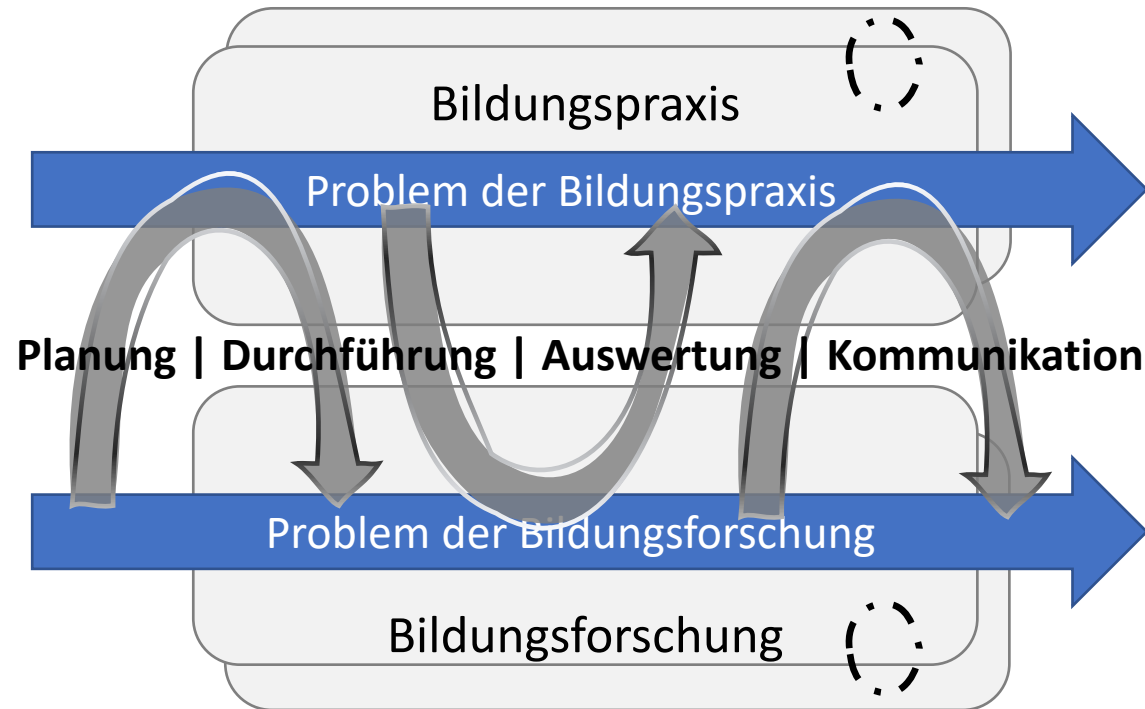 Bildungspraxis
Problem der Bildungspraxis
Planung | Durchführung | Auswertung | Kommunikation
Problem der Bildungsforschung
Bildungsforschung